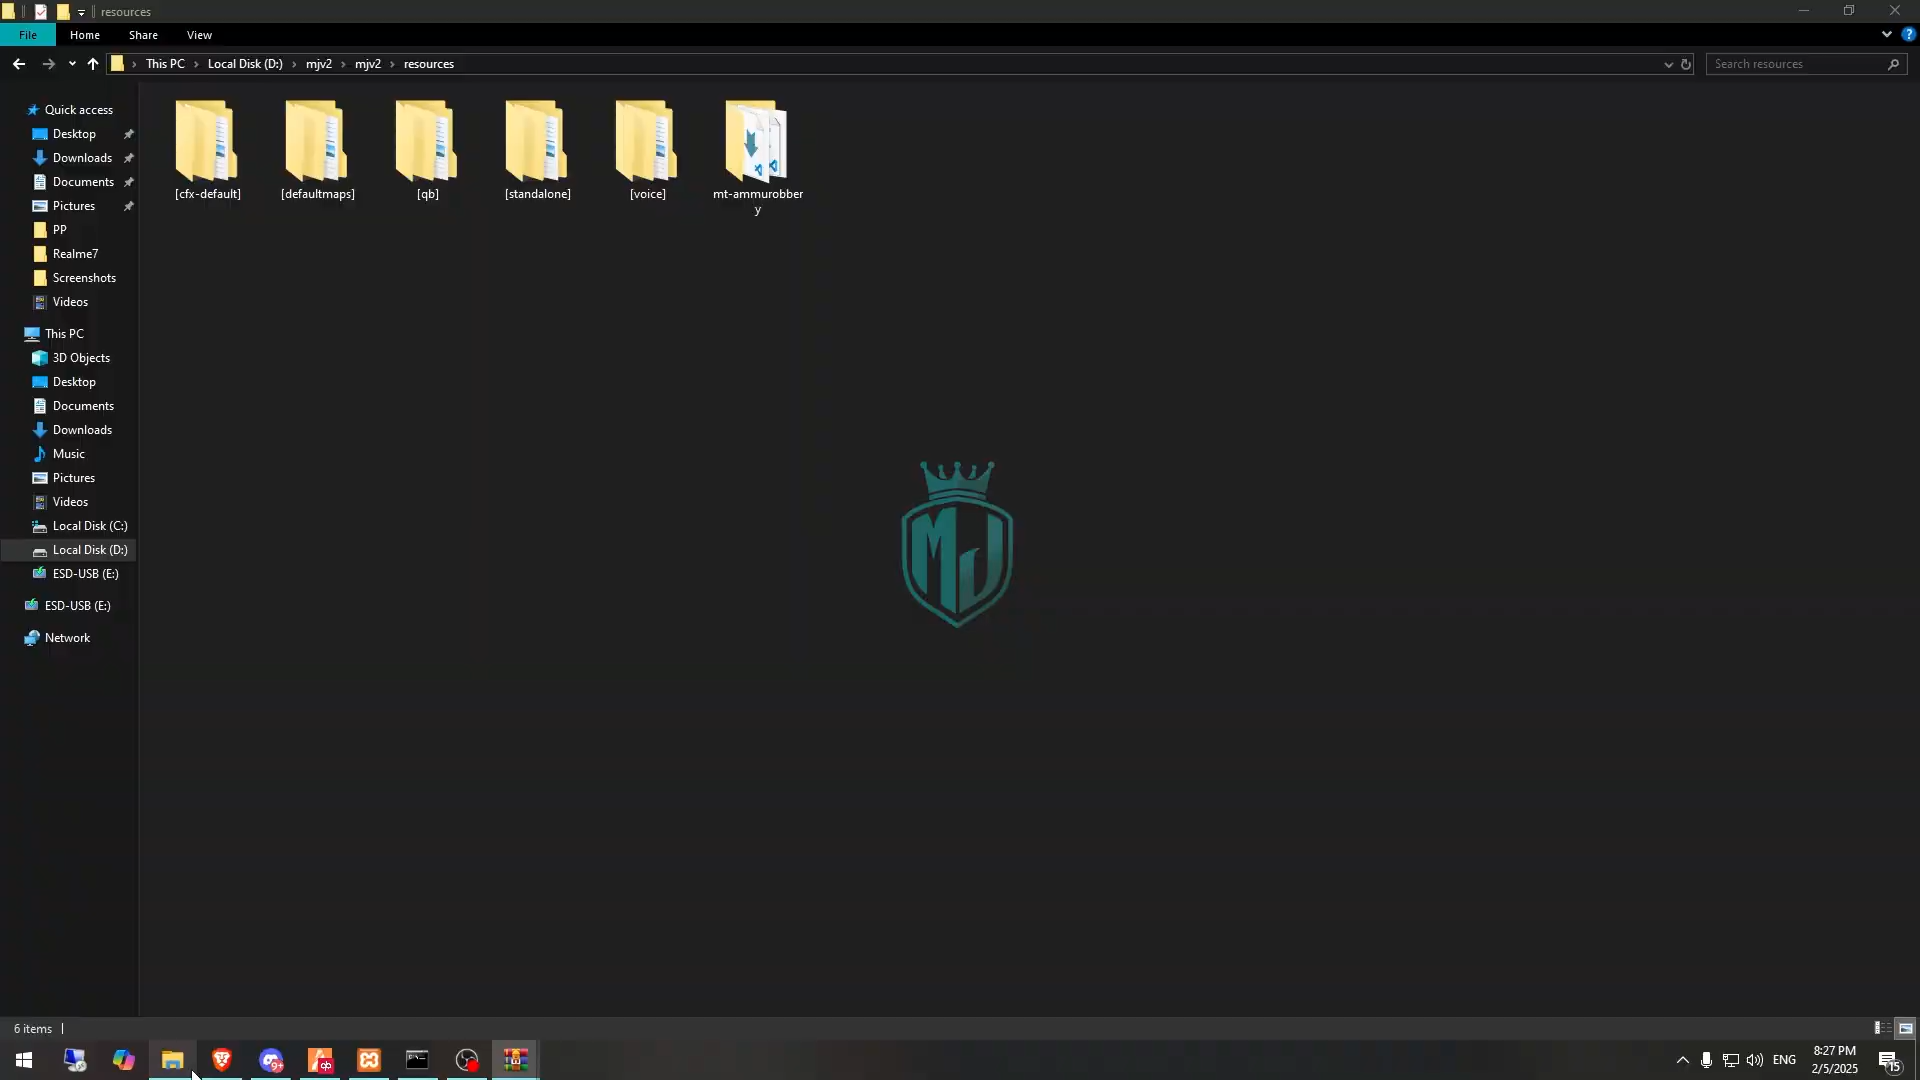 resources
File
Home
Share
View
This PC
Local Disk (D:)
mjv2
mjv2
resources
Search resources
Quick access
Desktop
Downloads
Documents
Pictures
PP
Realme7
Screenshots
Videos
This PC
3D Objects
Desktop
Documents
Downloads
Music
Pictures
Videos
Local Disk (C:)
Local Disk (D:)
ESD-USB (E:)
ESD-USB (E:)
Network
[cfx-default]
[defaultmaps]
[qb]
[standalone]
[voice]
mt-ammurobber
y
MJ
6 items
9+
qb
ENG
8:27 PM
2/5/2025
15